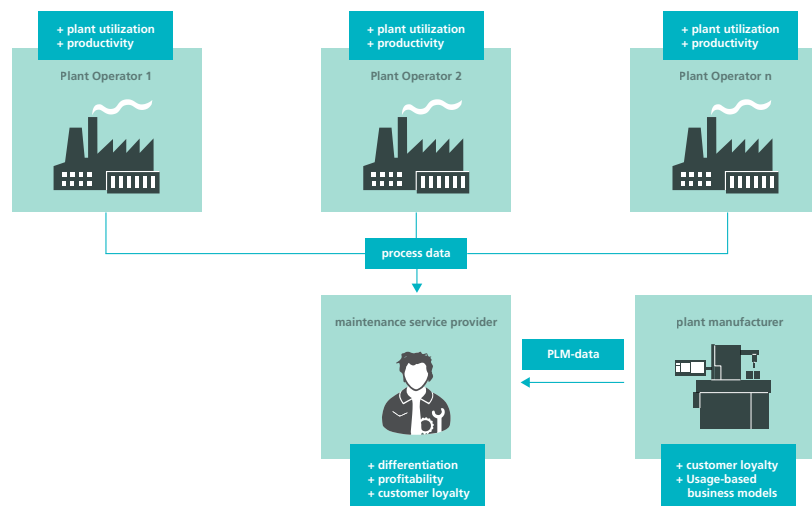 + plant utilization
+ productivity
+ plant utilization
+ productivity
+ plant utilization
+ productivity
Plant Operator 1
Plant Operator 2
Plant Operator n
process data
maintenance service provider
plant manufacturer
PLM-data
+ differentiation
+ profitability
+ customer loyalty
+ customer loyalty
+ Usage-based
business models